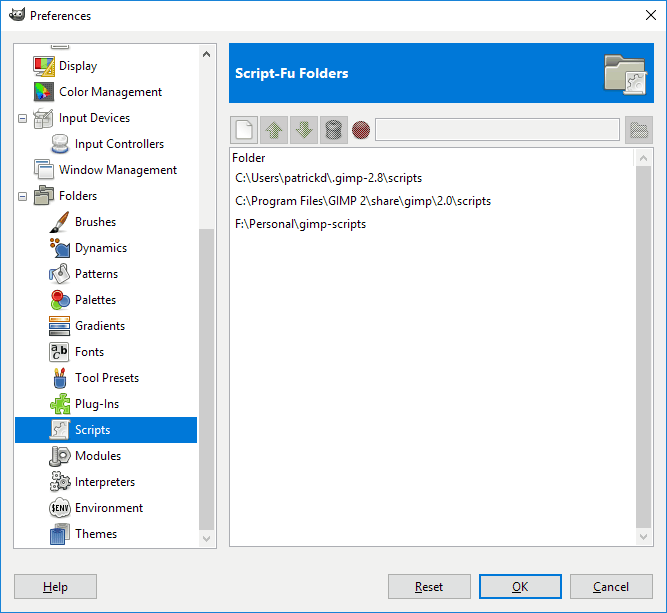 Preferences
Display
Color Management
Input Devices
Input Controllers
Window Management
Folders
Brushes
Dynamics
Patterns
Palettes
Gradients
Fonts
Tool Presets
Plug-Ins
Scripts
Modules
Interpreters
$ENV Environment
Themes
Script-Fu Folders
Folder
C:\Users\patrickd\.gimp-2.8\scripts
C:\Program Files\GIMP 2\share\gimp\2.0\scripts
F:\Personal\gimp-scripts
Help
Reset
OK
Cancel